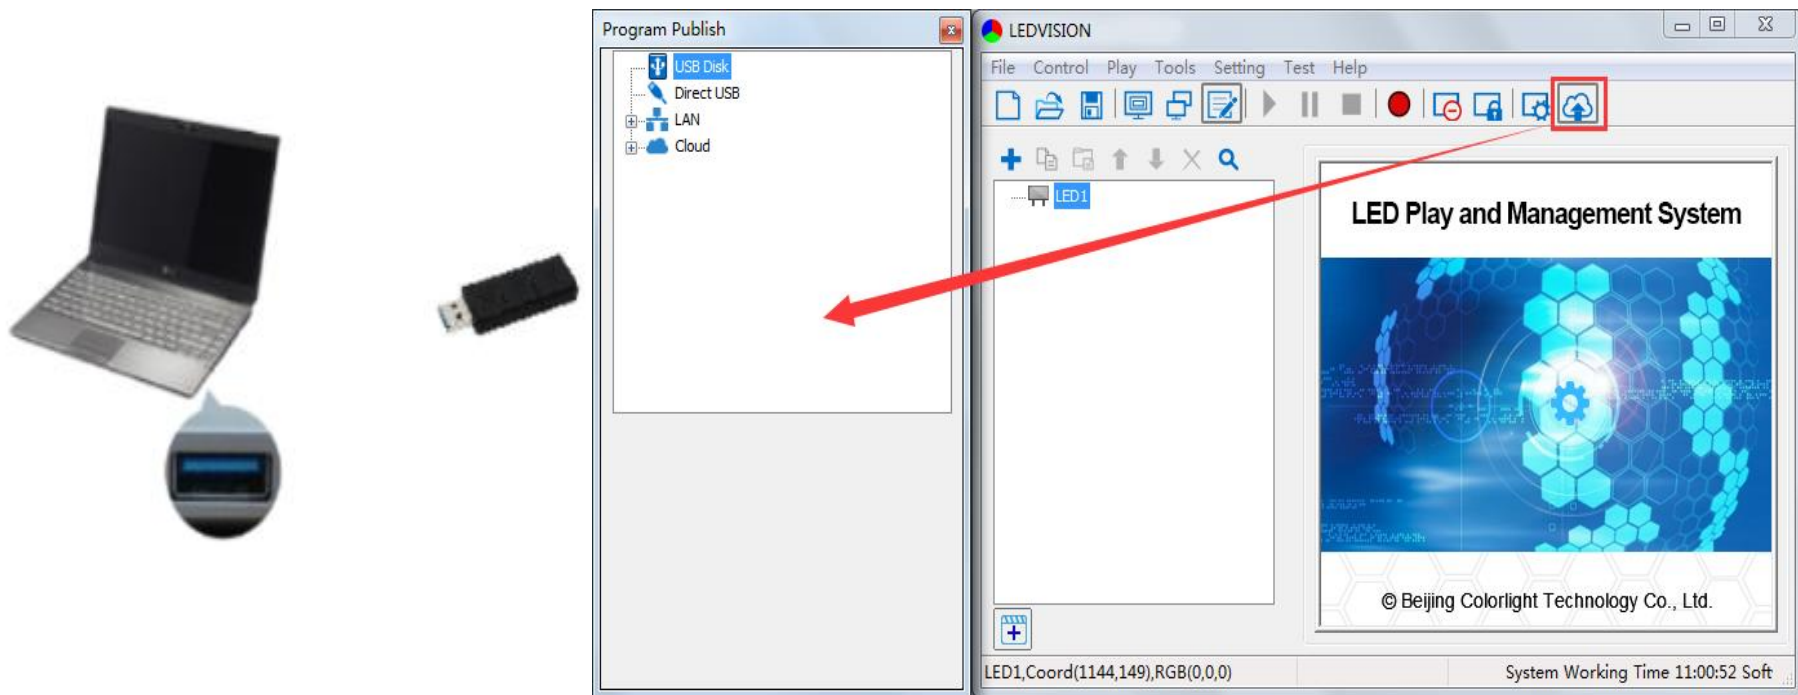 Program Publish
USB Disk
Direct USB
LAN
Cloud
LEDVISION
File Control Play Tools Setting Test Help
LED1
LED Play and Management System
© Beijing Colorlight Technology Co., Ltd.
LED1,Coord(1144,149),RGB(0,0,0)
System Working Time 11:00:52 Soft